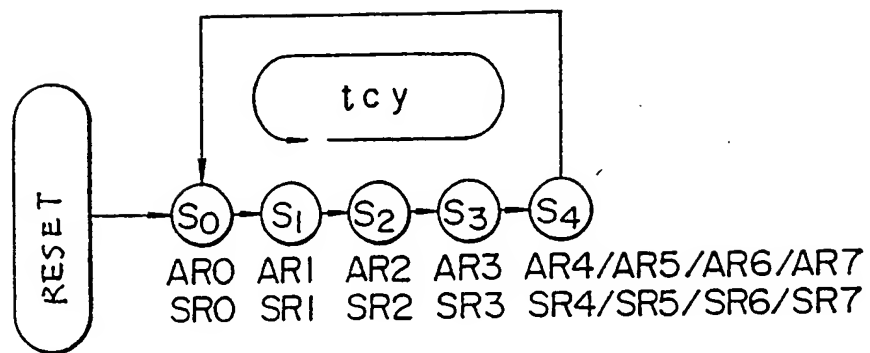 tcy
RESET
S0 S1 S2 S3 S4
AR0 AR1 AR2 AR3 AR4/AR5/AR6/AR7
SR0 SR1 SR2 SR3 SR4/SR5/SR6/SR7